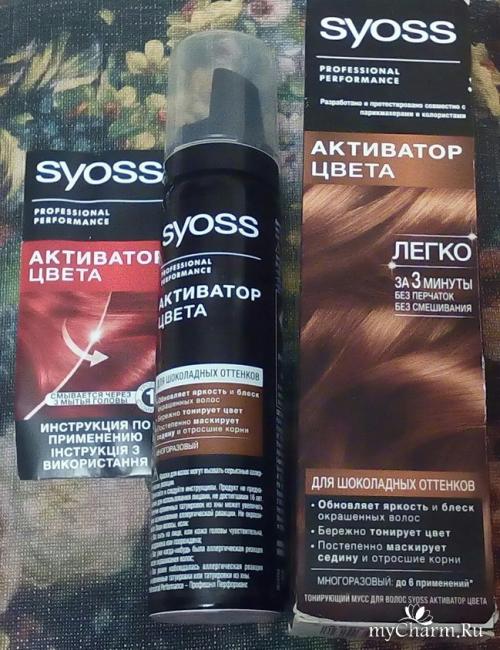 syoss
PROFESSIONAL
PERFORMANCE
АКТИВАТОР
ЦВЕТА
СМЫВАЕТСЯ ЧЕРЕЗ
3 МЫТЬЯ ГОЛОВЫ
1
ИНСТРУКЦИЯ ПО
ПРИМЕНЕНИЮ
ІНСТРУКЦІЯ З
ВИКОРИСТАННЯ
syoss
PROFESSIONAL
PERFORMANCE
АКТИВАТОР
ЦВЕТА
ДЛЯ ШОКОЛАДНЫХ ОТТЕНКОВ
• Обновляет яркость и блеск
окрашенных волос
• Бережно тонирует цвет
• Постепенно маскирует
седину и отросшие корни
МНОГОРАЗОВЫЙ
syoss
PROFESSIONAL
PERFORMANCE
Разработано и протестировано совместно с
парикмахерами и колористами
АКТИВАТОР
ЦВЕТА
ЛЕГКО
ЗА 3 МИНУТЫ
БЕЗ ПЕРЧАТОК
БЕЗ СМЕШИВАНИЯ
ДЛЯ ШОКОЛАДНЫХ ОТТЕНКОВ
• Обновляет яркость и блеск
окрашенных волос
• Бережно тонирует цвет
• Постепенно маскирует
седину и отросшие корни
МНОГОРАЗОВЫЙ: до 6 применений*
ТОНИРУЮЩИЙ МУСС ДЛЯ ВОЛОС SYOSS АКТИВАТОР ЦВЕТА
myCharm.Ru